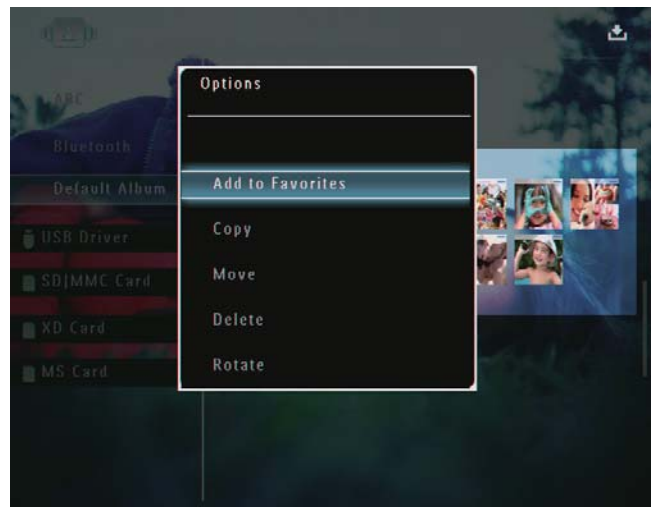 Options
ABC
Bluetooth
Default Album
Add to Favorites
USB Driver
Copy
SD|MMC Card
Move
XD Card
Delete
MS Card
Rotate